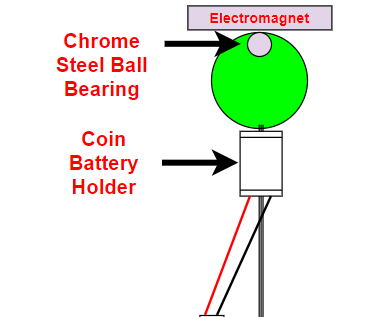 Electromagnet
Chrome
Steel Ball
Bearing
Coin
Battery
Holder